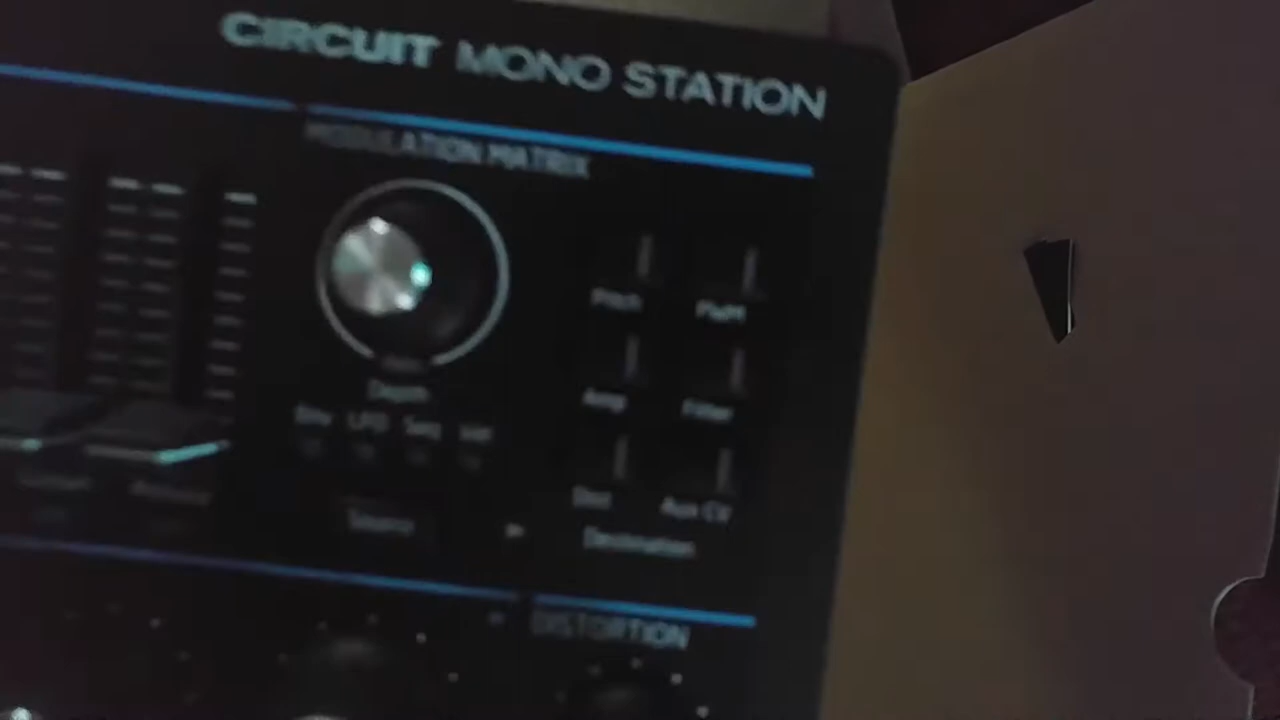 CIRCUIT MONO STATION
MODULATION MATRIX
Pitch PWM
Depth
Amp Filter
Env LFO Seq Vel
Dist Aux CV
Source
Destination
DISTORTION